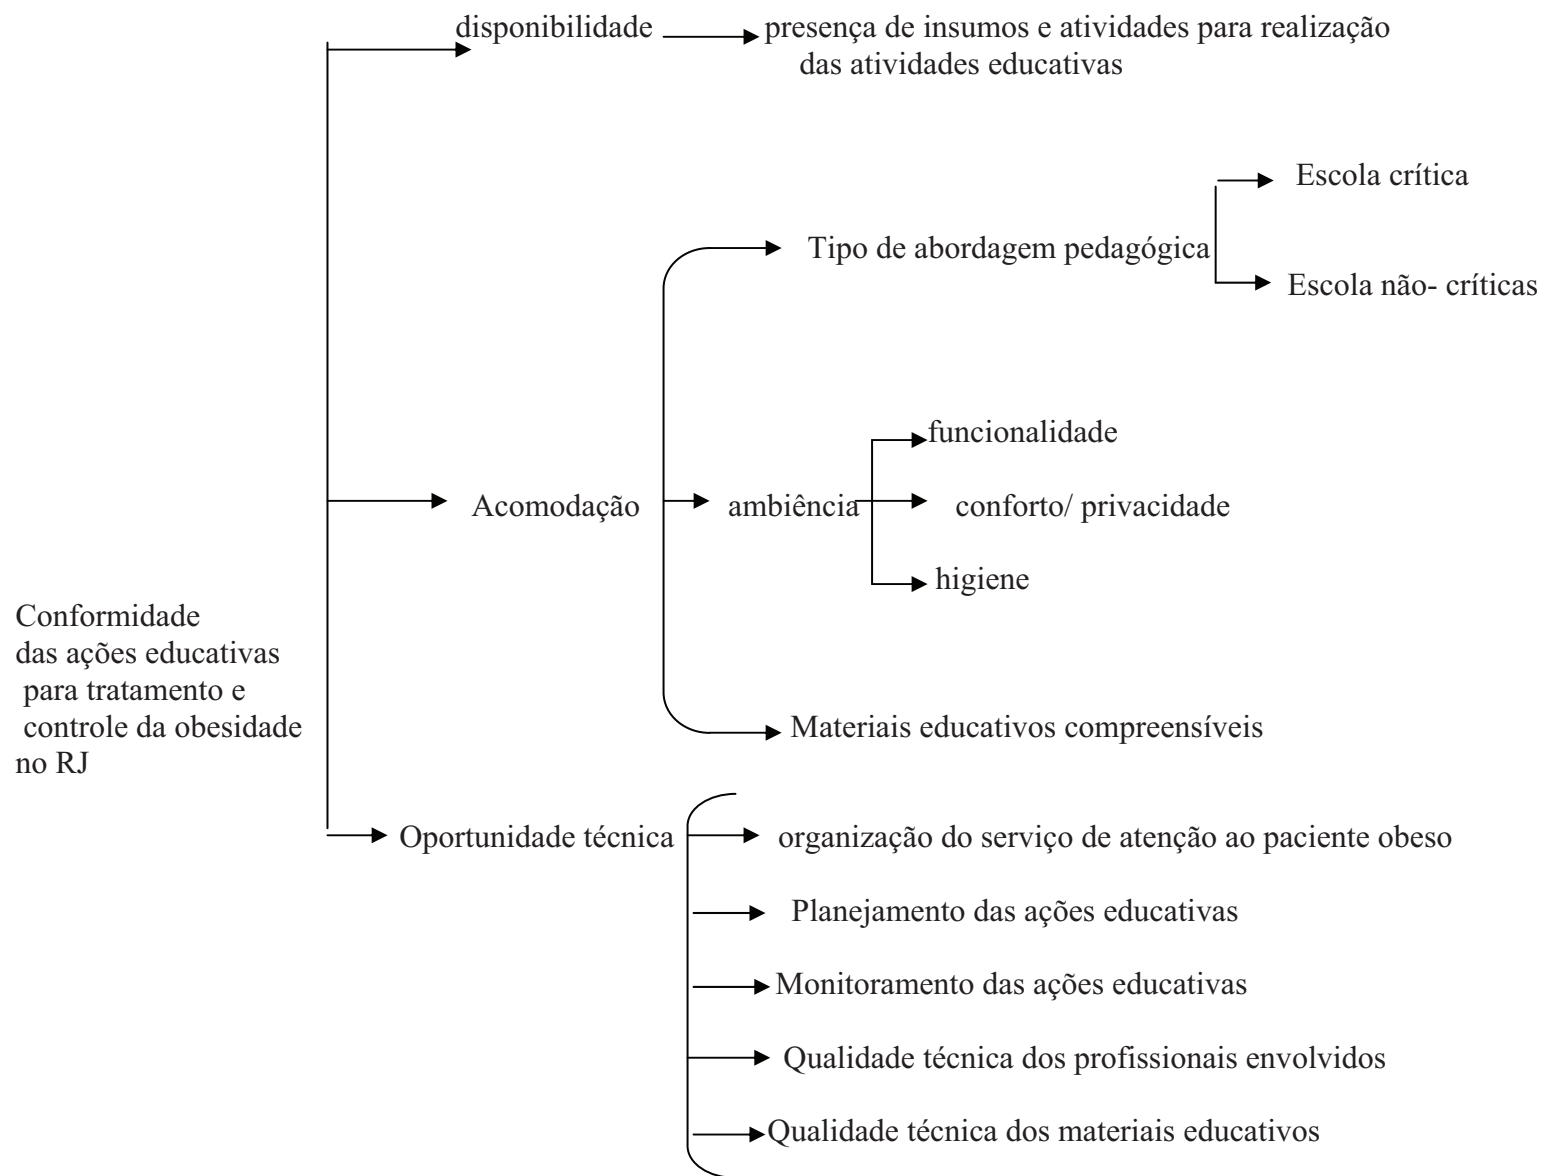 disponibilidade
presença de insumos e atividades para realização
das atividades educativas
Escola crítica
Tipo de abordagem pedagógica
Escola não- críticas
funcionalidade
Acomodação
ambiência
conforto/ privacidade
higiene
Conformidade
das ações educativas
para tratamento e
controle da obesidade
no RJ
Materiais educativos compreensíveis
Oportunidade técnica
organização do serviço de atenção ao paciente obeso
Planejamento das ações educativas
Monitoramento das ações educativas
Qualidade técnica dos profissionais envolvidos
Qualidade técnica dos materiais educativos